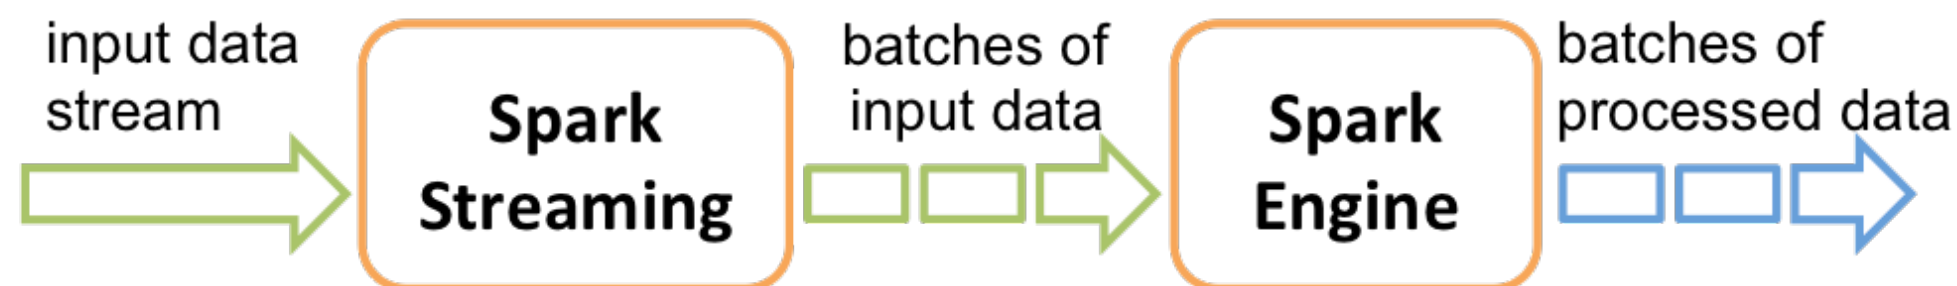 input data
stream
Spark
Streaming
batches of
input data
Spark
Engine
batches of
processed data